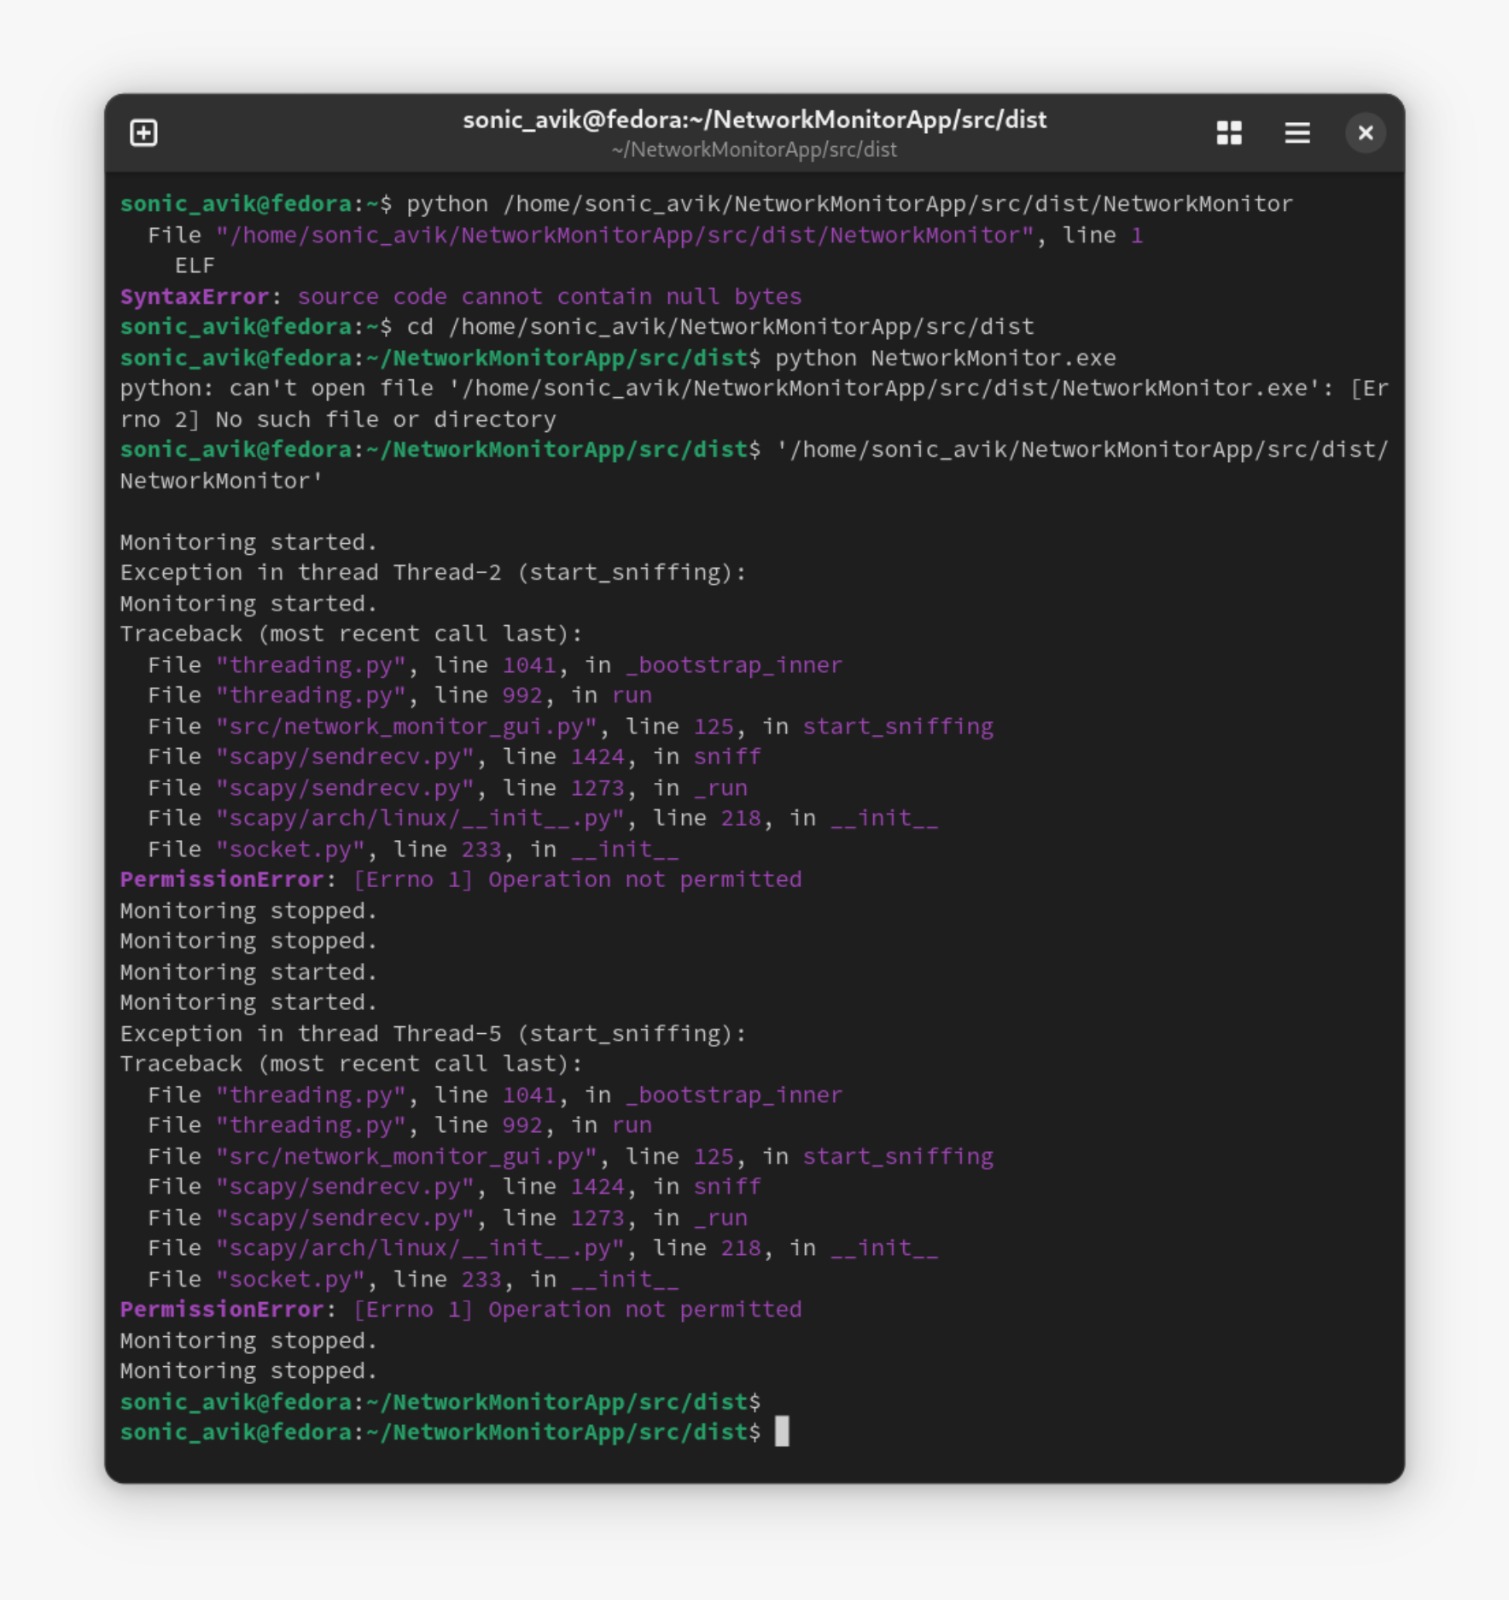 sonic_avik@fedora:~/NetworkMonitorApp/src/dist
~/NetworkMonitorApp/src/dist
sonic_avik@fedora:~$ python /home/sonic_avik/NetworkMonitorApp/src/dist/NetworkMonitor
  File "/home/sonic_avik/NetworkMonitorApp/src/dist/NetworkMonitor", line 1
    ELF
SyntaxError: source code cannot contain null bytes
sonic_avik@fedora:~$ cd /home/sonic_avik/NetworkMonitorApp/src/dist
sonic_avik@fedora:~/NetworkMonitorApp/src/dist$ python NetworkMonitor.exe
python: can't open file '/home/sonic_avik/NetworkMonitorApp/src/dist/NetworkMonitor.exe': [Er
rno 2] No such file or directory
sonic_avik@fedora:~/NetworkMonitorApp/src/dist$ '/home/sonic_avik/NetworkMonitorApp/src/dist/
NetworkMonitor'
Monitoring started.
Exception in thread Thread-2 (start_sniffing):
Monitoring started.
Traceback (most recent call last):
  File "threading.py", line 1041, in _bootstrap_inner
  File "threading.py", line 992, in run
  File "src/network_monitor_gui.py", line 125, in start_sniffing
  File "scapy/sendrecv.py", line 1424, in sniff
  File "scapy/sendrecv.py", line 1273, in _run
  File "scapy/arch/linux/__init__.py", line 218, in __init__
  File "socket.py", line 233, in __init__
PermissionError: [Errno 1] Operation not permitted
Monitoring stopped.
Monitoring stopped.
Monitoring started.
Monitoring started.
Exception in thread Thread-5 (start_sniffing):
Traceback (most recent call last):
  File "threading.py", line 1041, in _bootstrap_inner
  File "threading.py", line 992, in run
  File "src/network_monitor_gui.py", line 125, in start_sniffing
  File "scapy/sendrecv.py", line 1424, in sniff
  File "scapy/sendrecv.py", line 1273, in _run
  File "scapy/arch/linux/__init__.py", line 218, in __init__
  File "socket.py", line 233, in __init__
PermissionError: [Errno 1] Operation not permitted
Monitoring stopped.
Monitoring stopped.
sonic_avik@fedora:~/NetworkMonitorApp/src/dist$
sonic_avik@fedora:~/NetworkMonitorApp/src/dist$